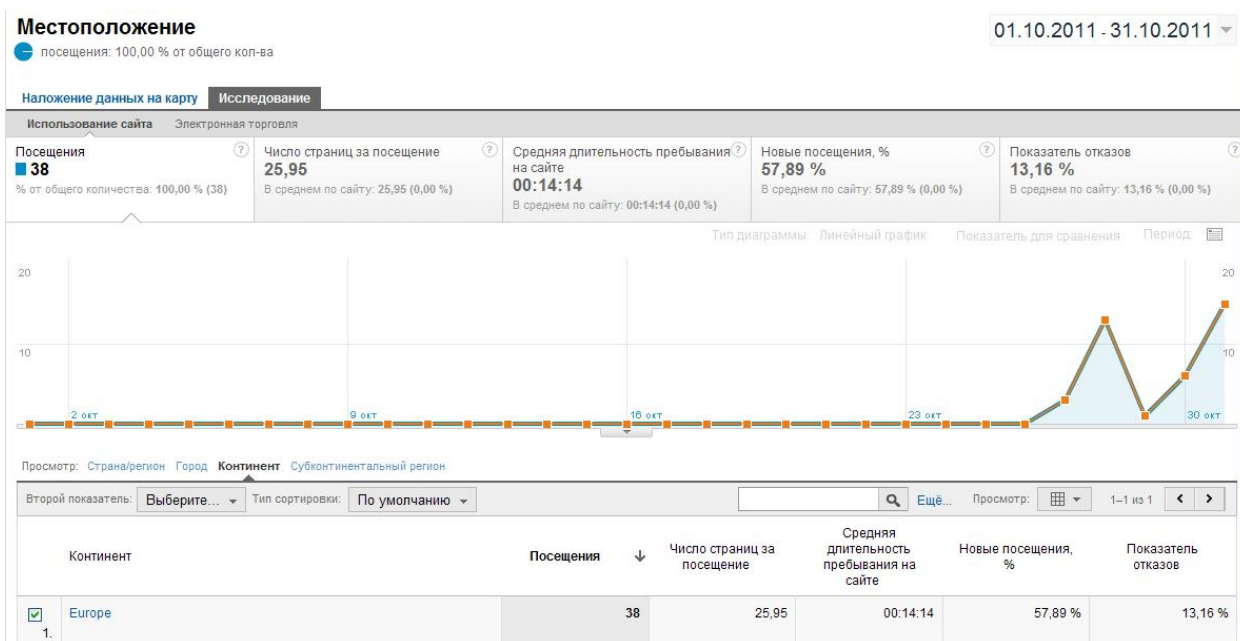 Местоположение
01.10.2011 - 31.10.2011
посещения: 100,00 % от общего кол-ва
Наложение данных на карту Исследование
Использование сайта Электронная торговля
Посещения ?
38
% от общего количества: 100,00 % (38)
Число страниц за посещение ?
25,95
В среднем по сайту: 25,95 (0,00 %)
Средняя длительность пребывания ?
на сайте
00:14:14
В среднем по сайту: 00:14:14 (0,00 %)
Новые посещения, % ?
57,89 %
В среднем по сайту: 57,89 % (0,00 %)
Показатель отказов ?
13,16 %
В среднем по сайту: 13,16 % (0,00 %)
Тип диаграммы: Линейный график Показатель для сравнения Период:
20 20
10 10
2 окт 9 окт 16 окт 23 окт 30 окт
Просмотр: Страна/регион Город Континент Субконтинентальный регион
Второй показатель: Выберите... Тип сортировки: По умолчанию Ещё... Просмотр: 1–1 из 1
Континент
Посещения
Число страниц за
посещение
Средняя
длительность
пребывания на
сайте
Новые посещения,
%
Показатель
отказов
Europe 38 25,95 00:14:14 57,89 % 13,16 %
1.